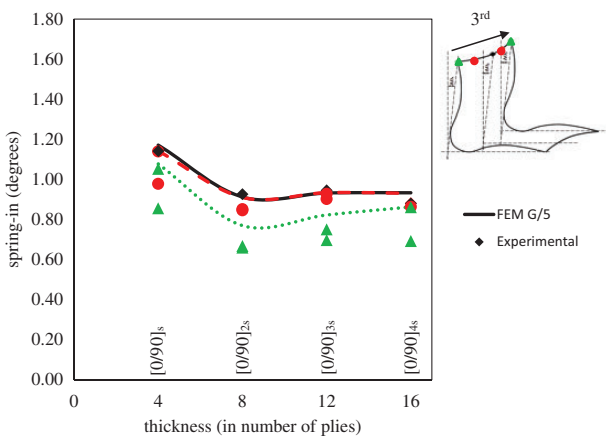 1.80
1.60
1.40
1.20
1.00
0.80
0.60
0.40
0.20
0.00
spring-in (degrees)
[0/90]s
[0/90]2s
[0/90]3s
[0/90]4s
0
4
8
12
16
thickness (in number of plies)
3rd
FEM G/5
Experimental